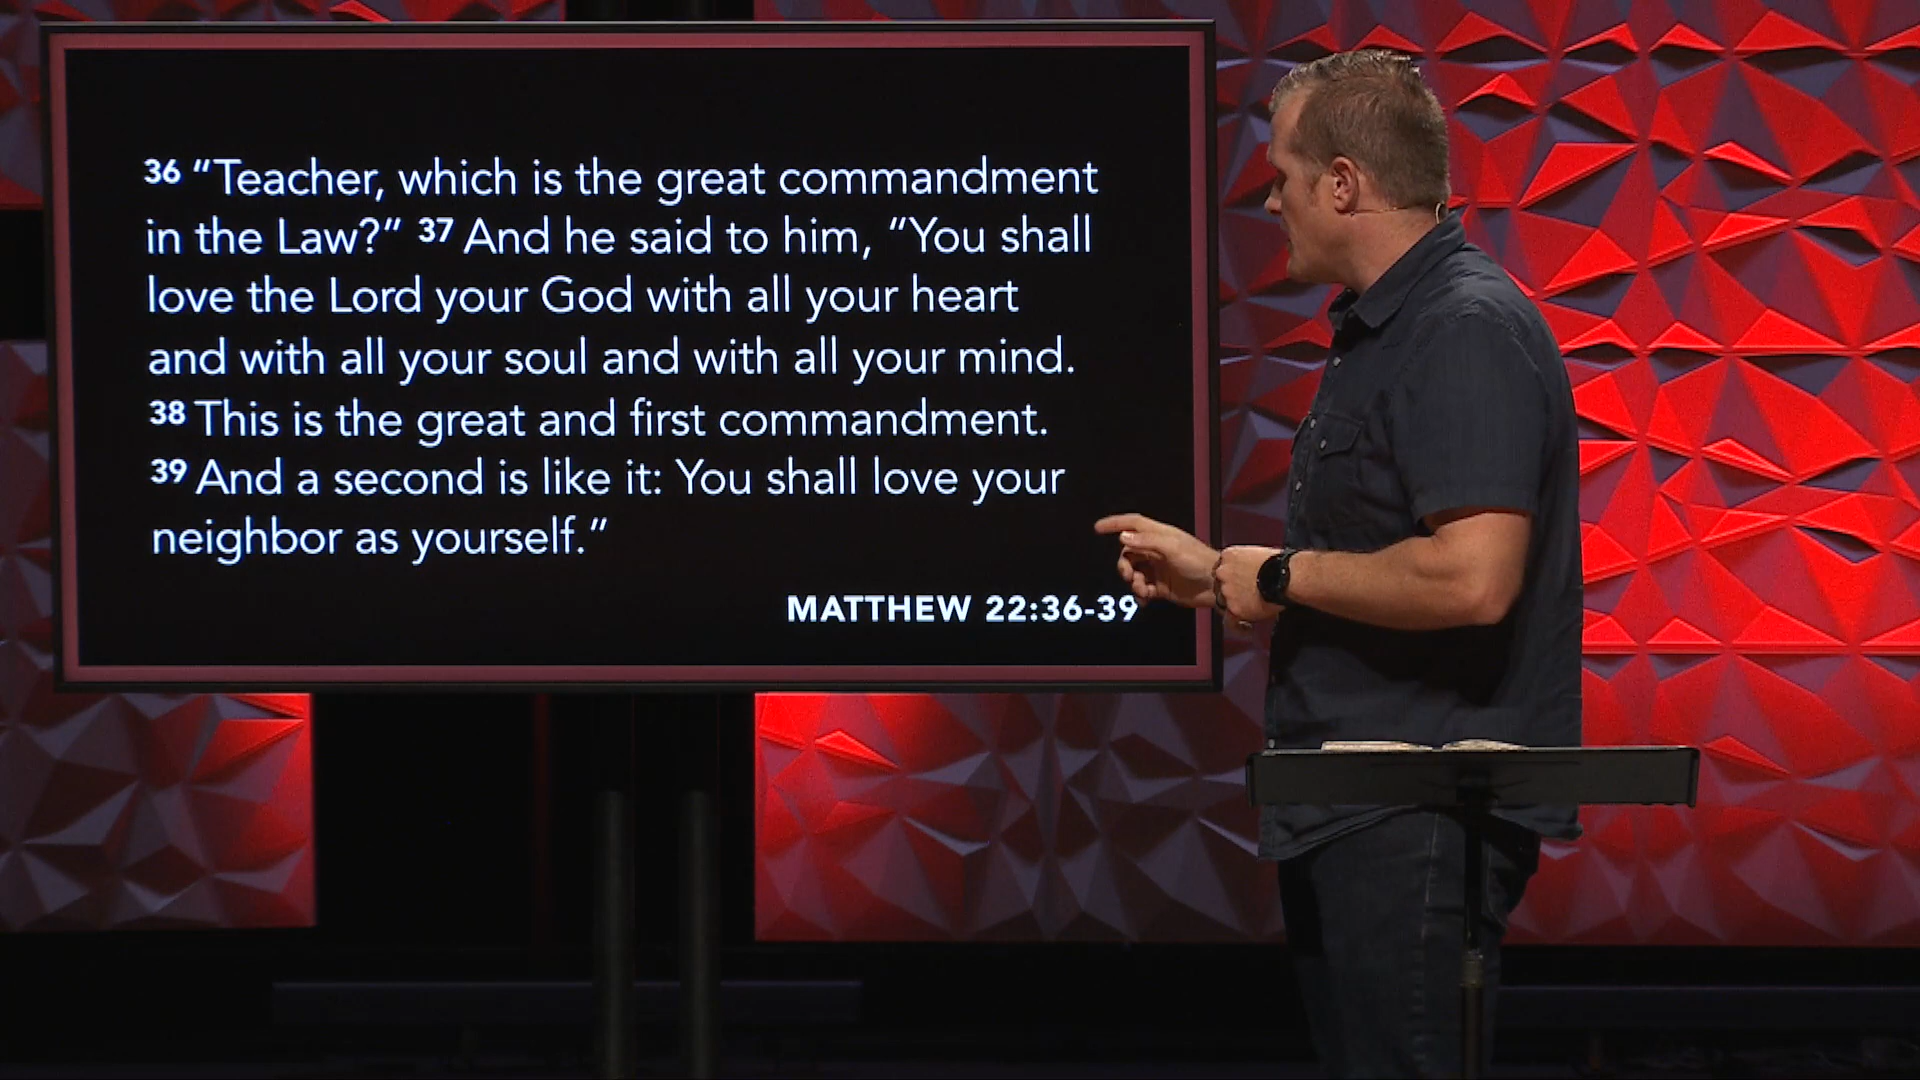 36 “Teacher, which is the great commandment
in the Law?” 37 And he said to him, “You shall
love the Lord your God with all your heart
and with all your soul and with all your mind.
38 This is the great and first commandment.
39 And a second is like it: You shall love your
neighbor as yourself.”
MATTHEW 22:36-39